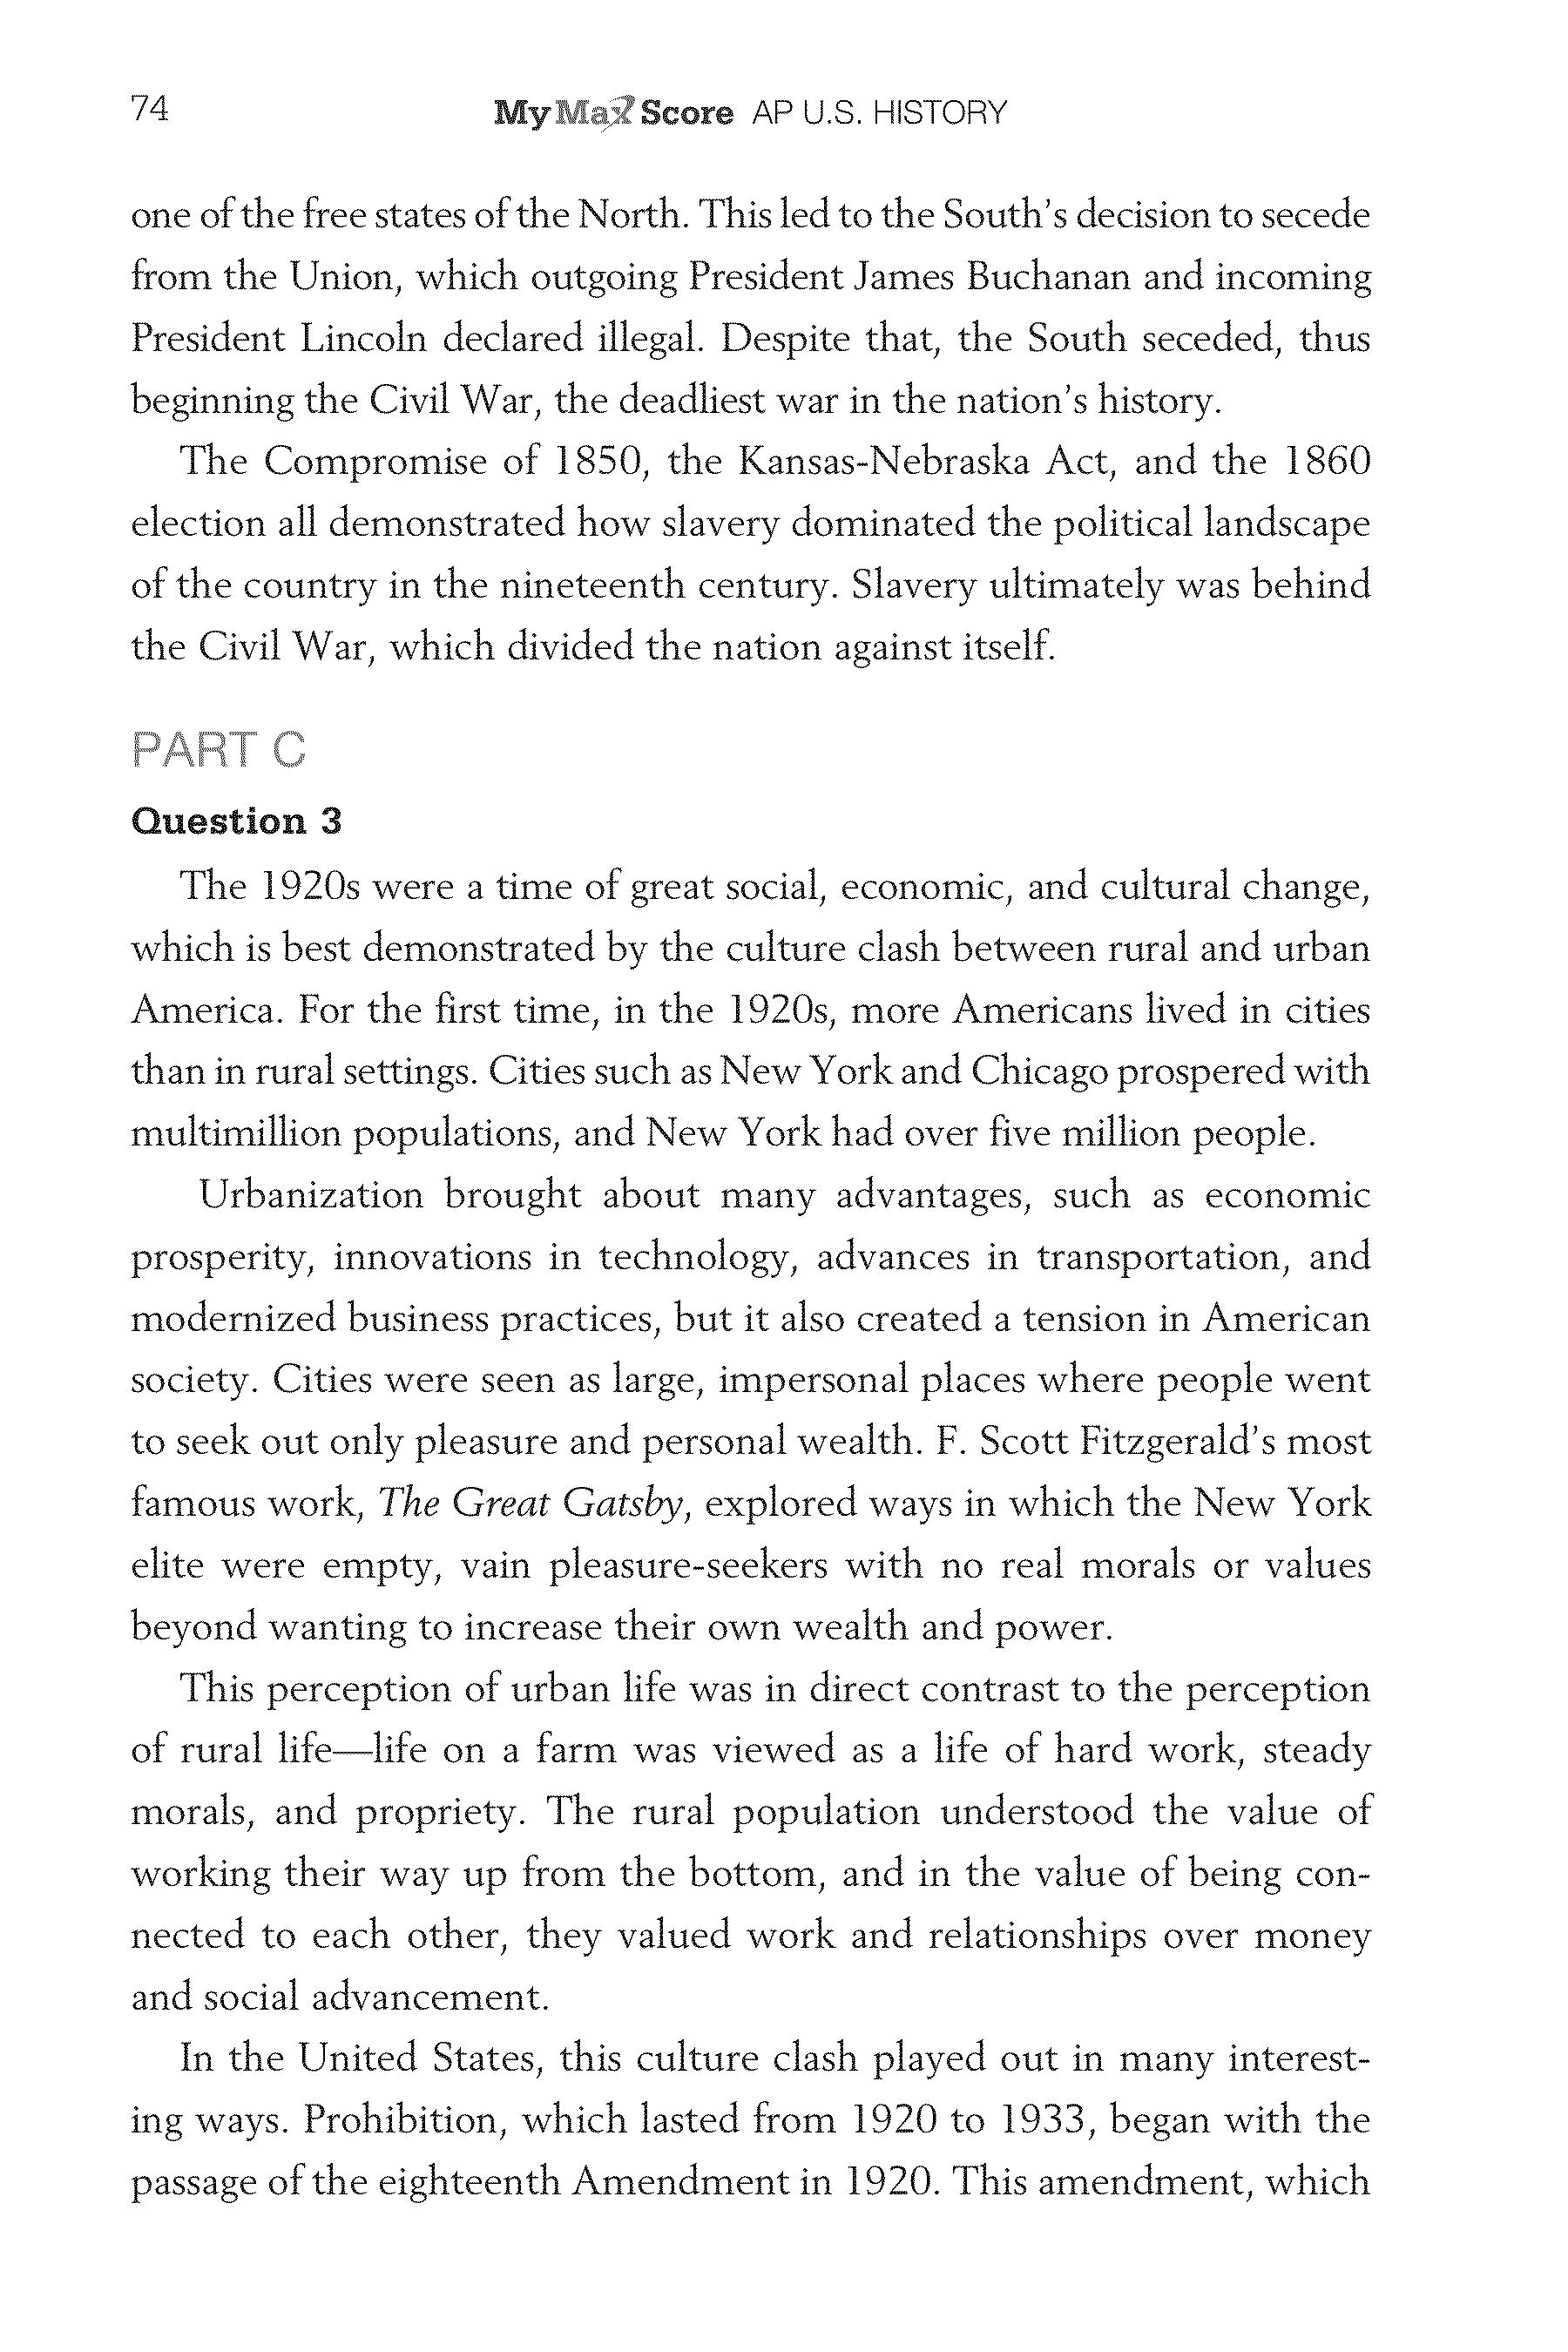 74
MyMaxScore AP U.S. HISTORY
one of the free states of the North. This led to the South's decision to secede
from the Union, which outgoing President James Buchanan and incoming
President Lincoln declared illegal. Despite that, the South seceded, thus
beginning the Civil War, the deadliest war in the nation's history.
The Compromise of 1850, the Kansas-Nebraska Act, and the 1860
election all demonstrated how slavery dominated the political landscape
of the country in the nineteenth century. Slavery ultimately was behind
the Civil War, which divided the nation against itself.
PART C
Question 3
The 1920s were a time of great social, economic, and cultural change,
which is best demonstrated by the culture clash between rural and urban
America. For the first time, in the 1920s, more Americans lived in cities
than in rural settings. Cities such as New York and Chicago prospered with
multimillion populations, and New York had over five million people.
Urbanization brought about many advantages, such as economic
prosperity, innovations in technology, advances in transportation, and
modernized business practices, but it also created a tension in American
society. Cities were seen as large, impersonal places where people went
to seek out only pleasure and personal wealth. F. Scott Fitzgerald's most
famous work, The Great Gatsby, explored ways in which the New York
elite were empty, vain pleasure-seekers with no real morals or values
beyond wanting to increase their own wealth and power.
This perception of urban life was in direct contrast to the perception
of rural life—life on a farm was viewed as a life of hard work, steady
morals, and propriety. The rural population understood the value of
working their way up from the bottom, and in the value of being con-
nected to each other, they valued work and relationships over money
and social advancement.
In the United States, this culture clash played out in many interest-
ing ways. Prohibition, which lasted from 1920 to 1933, began with the
passage of the eighteenth Amendment in 1920. This amendment, which